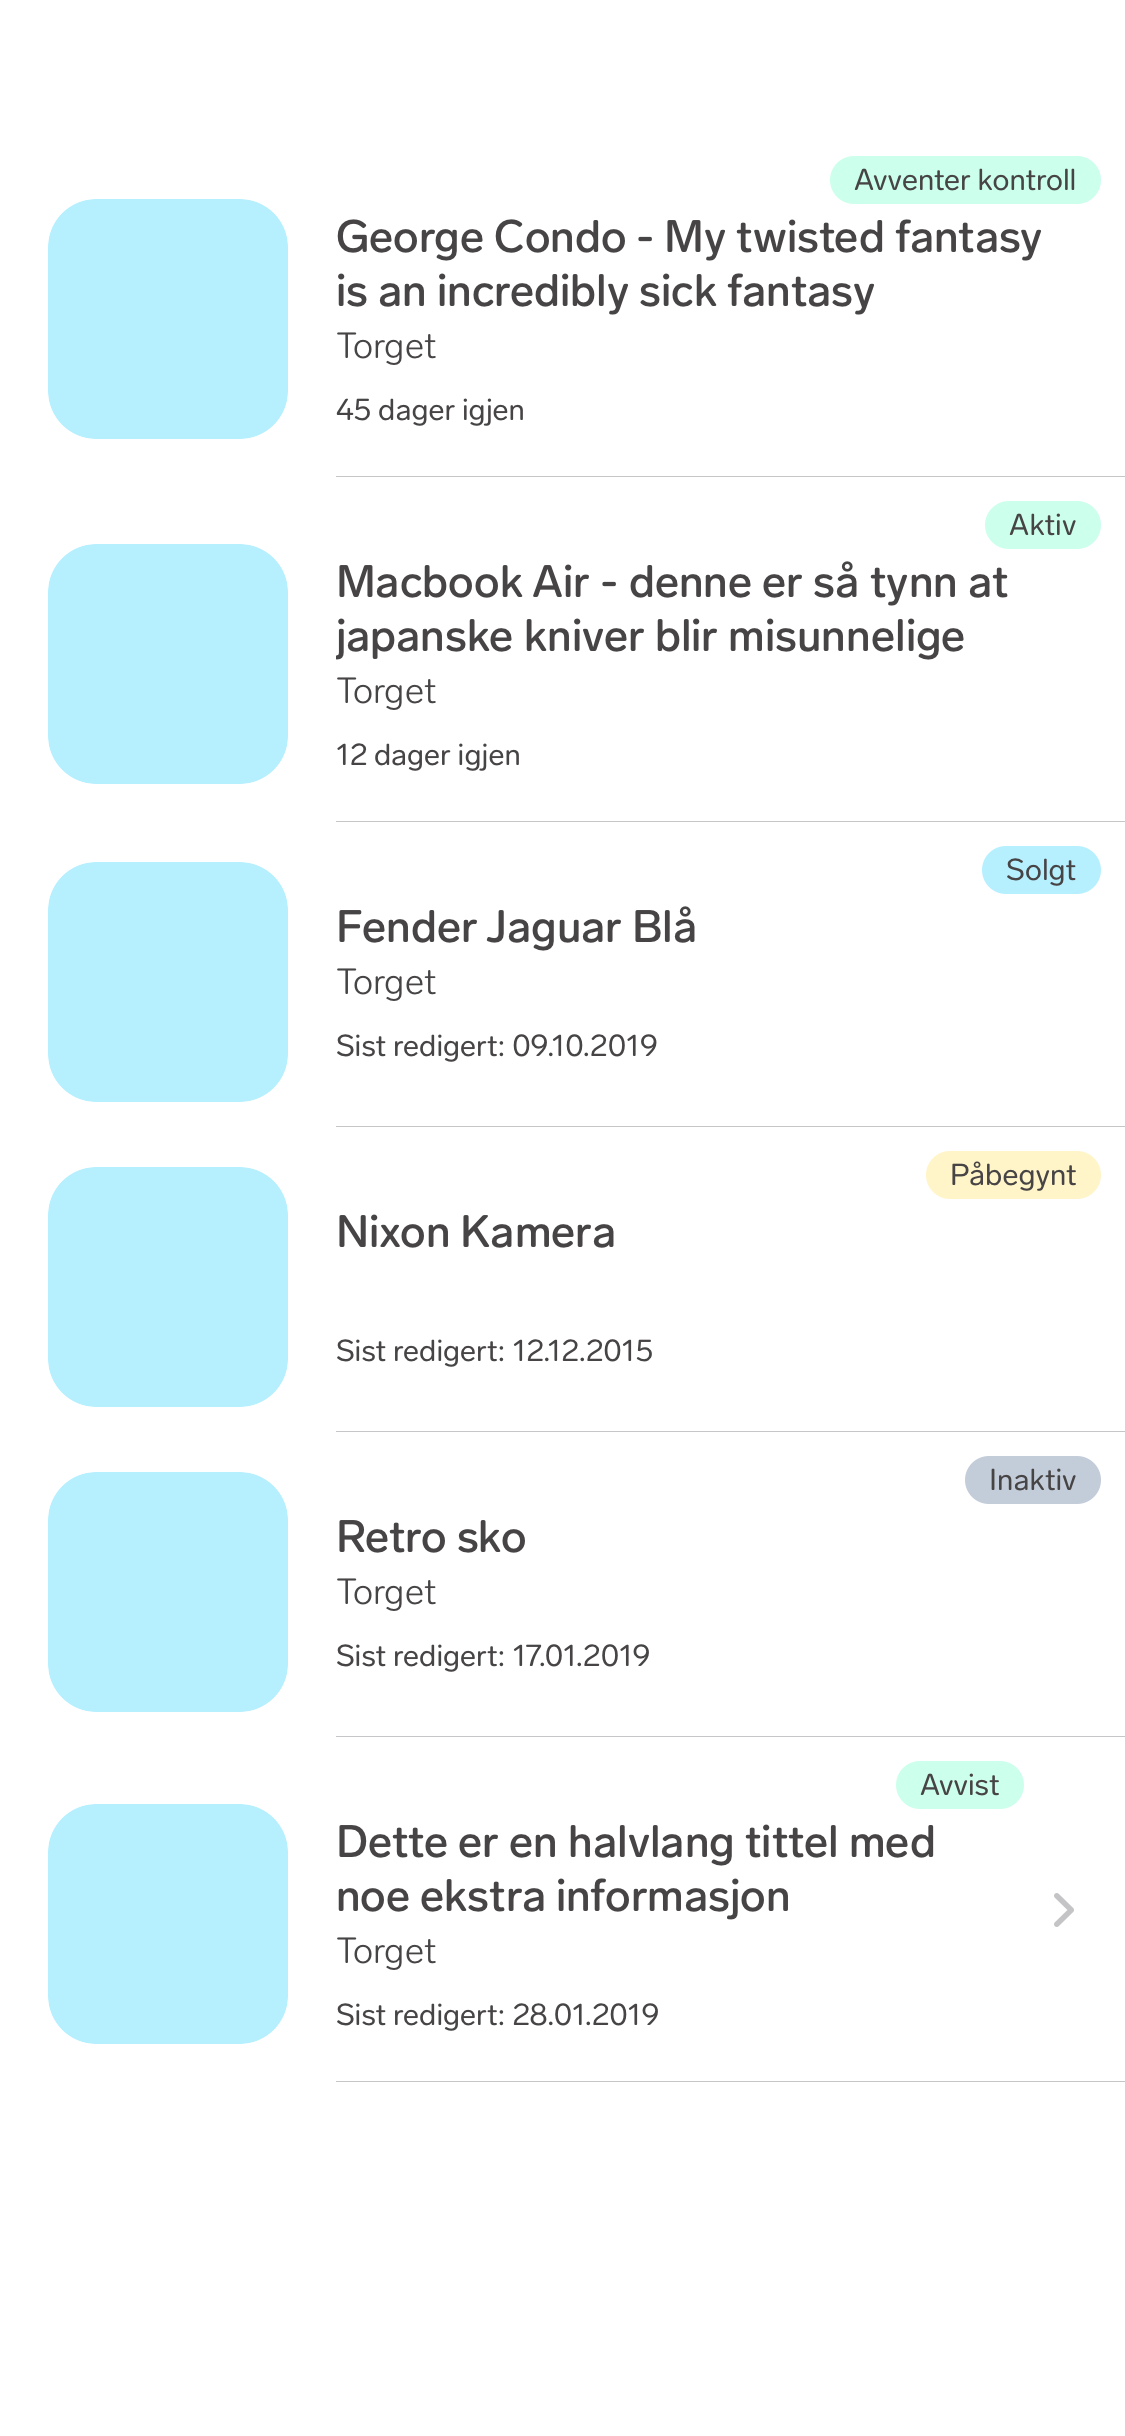 Avventer kontroll
George Condo - My twisted fantasy
is an incredibly sick fantasy
Torget
45 dager igjen
Aktiv
Macbook Air - denne er så tynn at
japanske kniver blir misunnelige
Torget
12 dager igjen
Solgt
Fender Jaguar Blå
Torget
Sist redigert: 09.10.2019
Påbegynt
Nixon Kamera
Sist redigert: 12.12.2015
Inaktiv
Retro sko
Torget
Sist redigert: 17.01.2019
Avvist
Dette er en halvlang tittel med
noe ekstra informasjon
Torget
Sist redigert: 28.01.2019